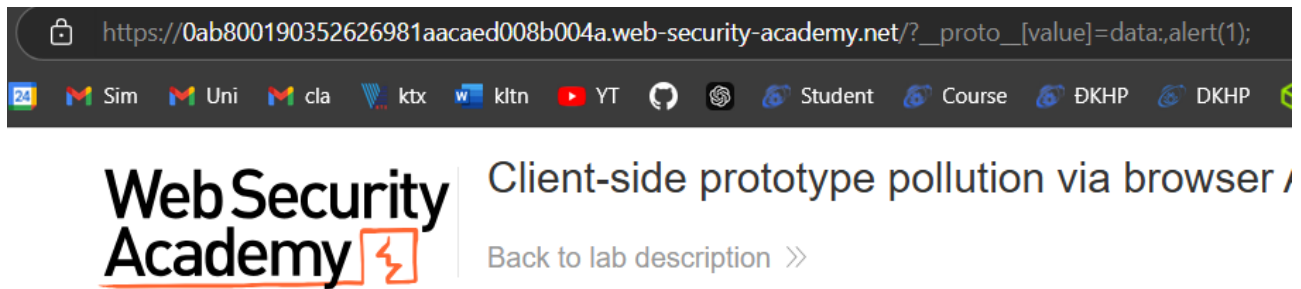 https://0ab800190352626981aacaed008b004a.web-security-academy.net/?__proto__[value]=data:,alert(1);
24 Sim Uni cla ktx kltn YT Student Course ĐKHP DKHP
Web Security
Academy
Client-side prototype pollution via browser
Back to lab description